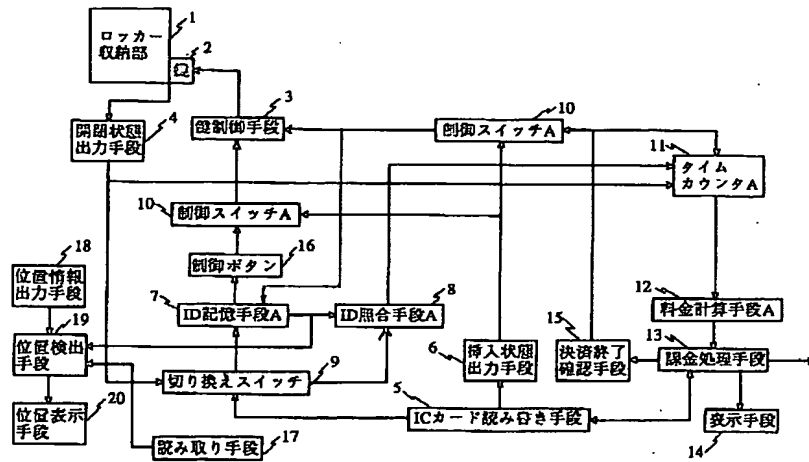 1
ロッカー
収納部
2
錠
3
錠制御手段
4
開閉状態
出力手段
10
制御スイッチA
11
タイム
カウンタA
10
制御スイッチA
18
位置情報
出力手段
16
制御ボタン
7
ID記憶手段A
8
ID照合手段A
12
料金計算手段A
19
位置検出
手段
6
挿入状態
出力手段
15
決済終了
確認手段
13
課金処理手段
9
切り換えスイッチ
5
ICカード読み書き手段
20
位置表示
手段
読み取り手段
17
表示手段
14